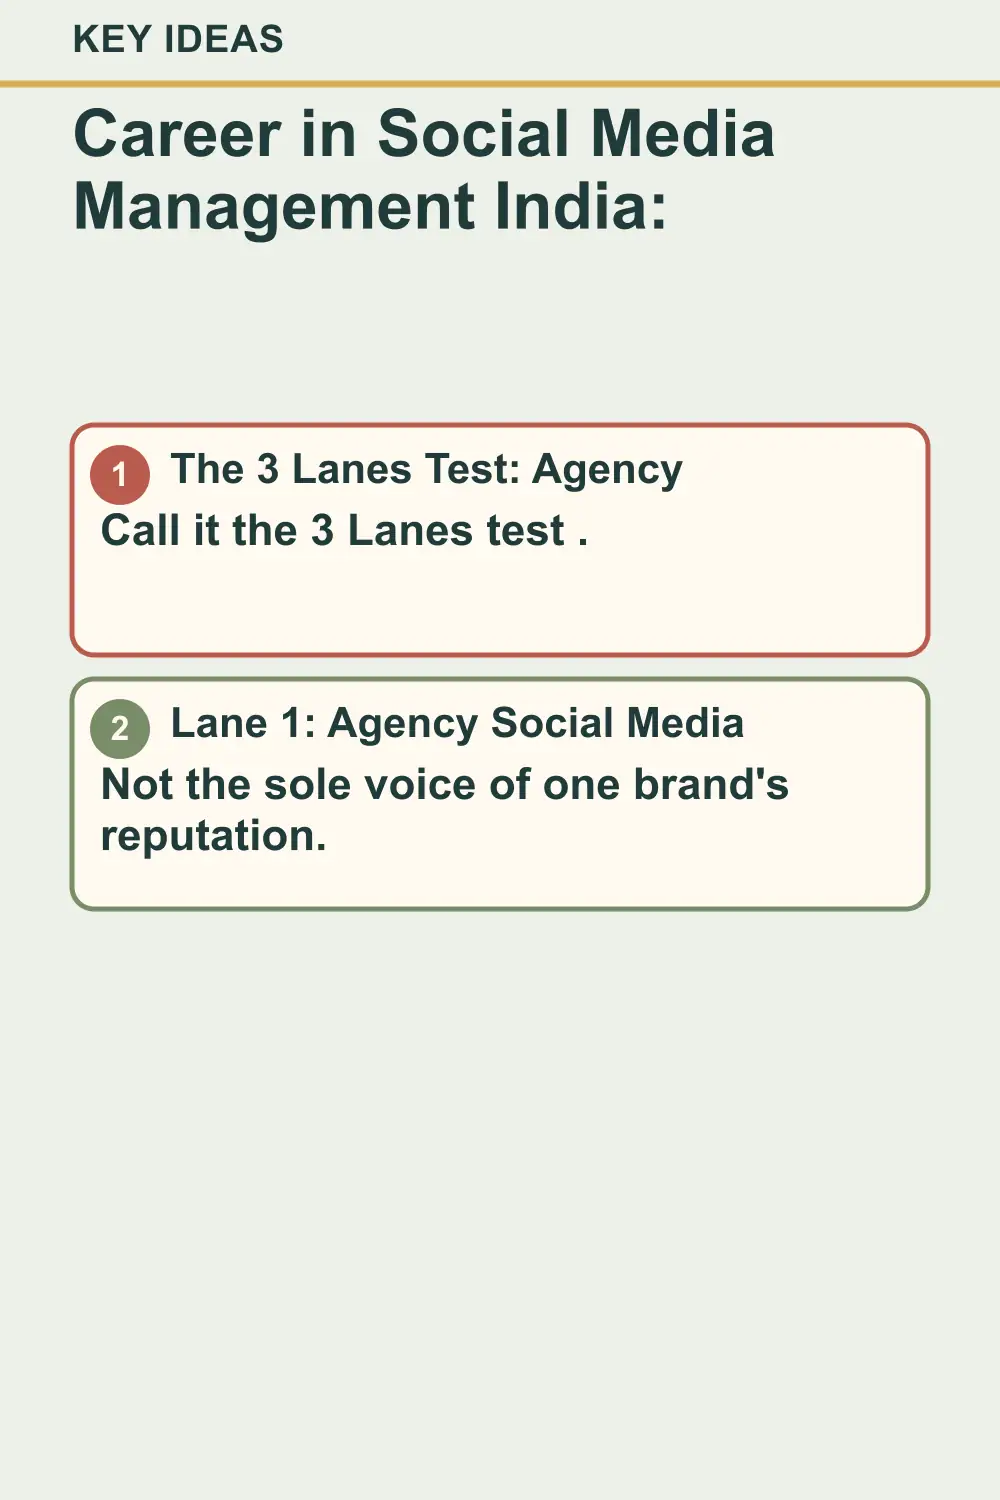 KEY IDEAS
Career in Social Media
Management India:
1 The 3 Lanes Test: Agency
Call it the 3 Lanes test .
2 Lane 1: Agency Social Media
Not the sole voice of one brand's
reputation.